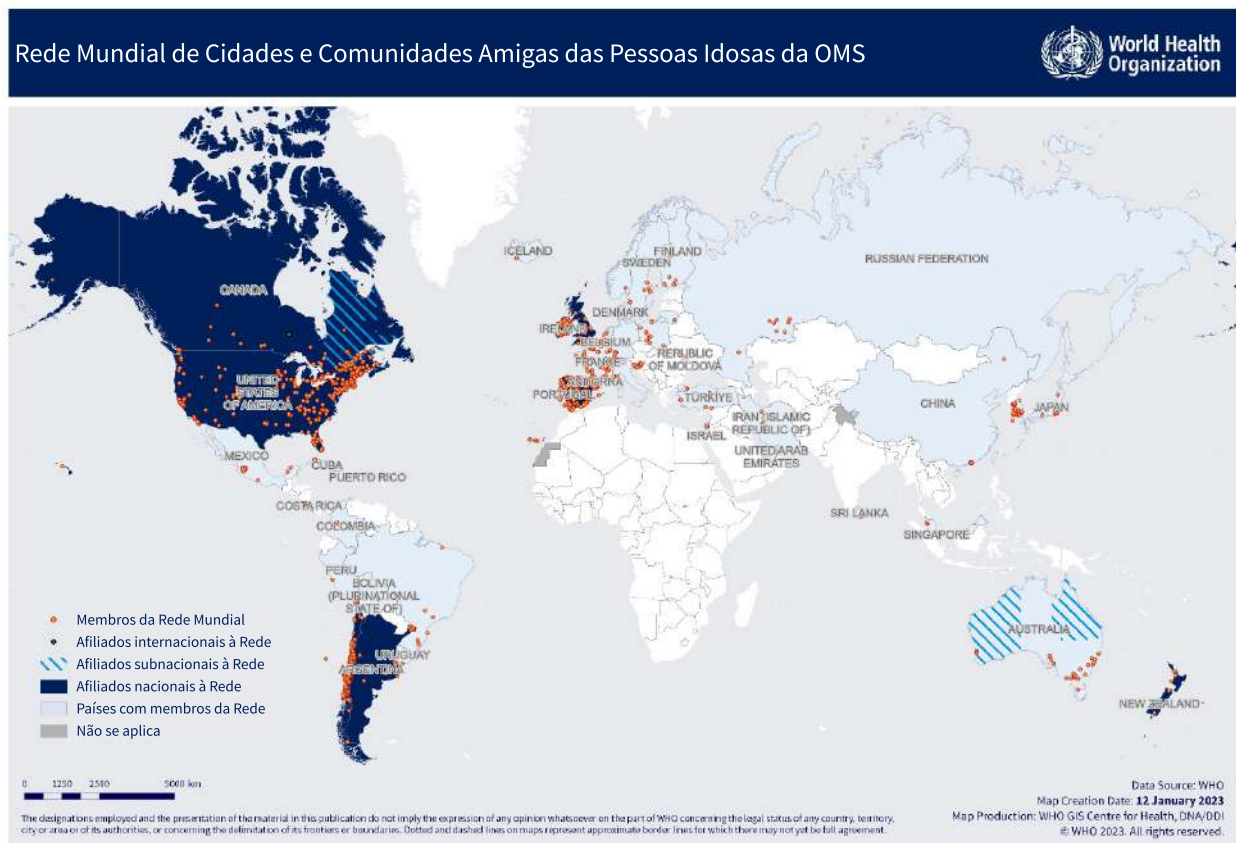 Rede Mundial de Cidades e Comunidades Amigas das Pessoas Idosas da OMS
World Health
Organization
ICELAND
FINLAND
SWEDEN
RUSSIAN FEDERATION
CANADA
DENMARK
BELGIUM
REPUBLIC
OF MOLDOVA
UNITED
STATES
OF AMERICA
ANDORRA
PORTUGAL
TÜRKIYE
CHINA
JAPAN
IRAN (ISLAMIC
REPUBLIC OF)
ISRAEL
UNITED ARAB
EMIRATES
MEXICO
CUBA
PUERTO RICO
COSTA RICA
COLOMBIA
SRI LANKA
SINGAPORE
PERU
BOLIVIA
(PLURINATIONAL
STATE OF)
AUSTRALIA
URUGUAY
ARGENTINA
NEW ZEALAND
Membros da Rede Mundial
Afiliados internacionais à Rede
Afiliados subnacionais à Rede
Afiliados nacionais à Rede
Países com membros da Rede
Não se aplica
0 1250 2500 5000 km
Data Source: WHO
Map Creation Date: 12 January 2023
Map Production: WHO GIS Centre for Health, DNA/DDI
© WHO 2023. All rights reserved.
The designations employed and the presentation of the material in this publication do not imply the expression of any opinion whatsoever on the part of WHO concerning the legal status of any country, territory,
city or area or of its authorities, or concerning the delimitation of its frontiers or boundaries. Dotted and dashed lines on maps represent approximate border lines for which there may not yet be full agreement.